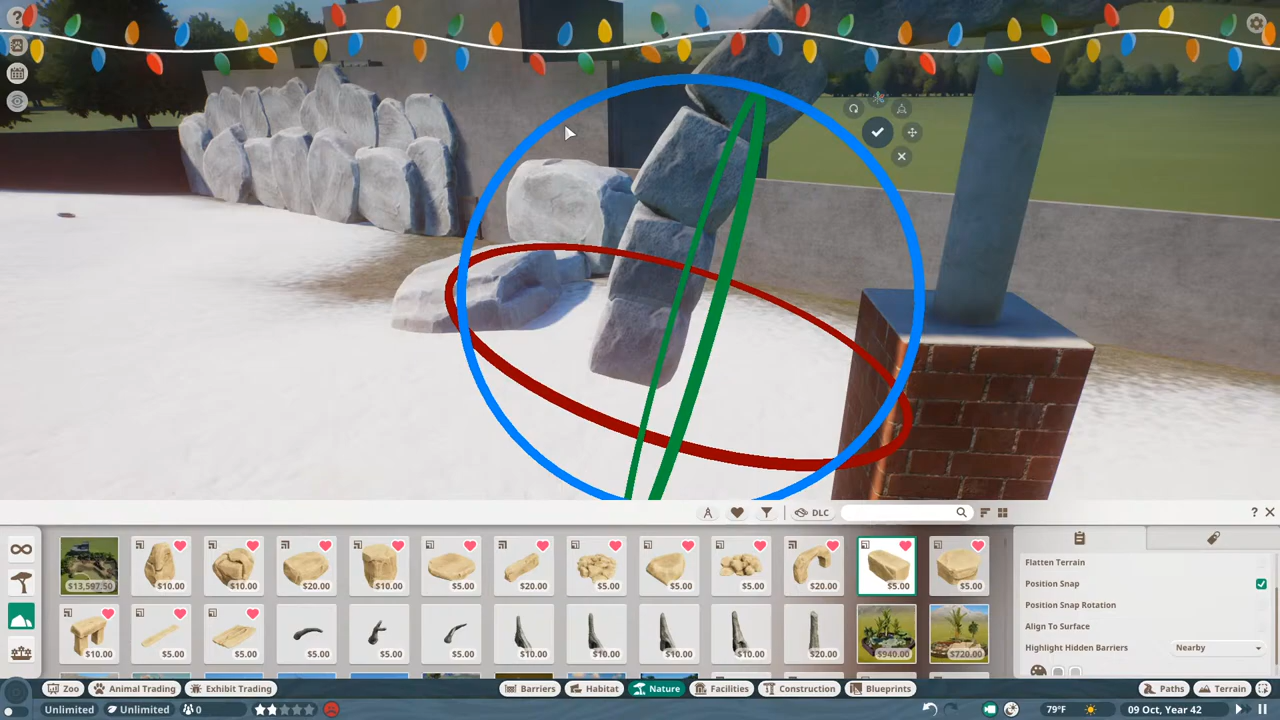 ?
DLC
? ×
$13,597.50 $10.00 $10.00 $20.00 $10.00 $5.00 $20.00 $5.00 $5.00 $5.00 $20.00 $5.00 $5.00
$10.00 $5.00 $5.00 $5.00 $5.00 $5.00 $10.00 $10.00 $10.00 $10.00 $20.00 $940.00 $720.00
Flatten Terrain
Position Snap
Position Snap Rotation
Align To Surface
Highlight Hidden Barriers Nearby
Zoo Animal Trading Exhibit Trading Barriers Habitat Nature Facilities Construction Blueprints Paths Terrain
Unlimited Unlimited 0 79°F 09 Oct, Year 42